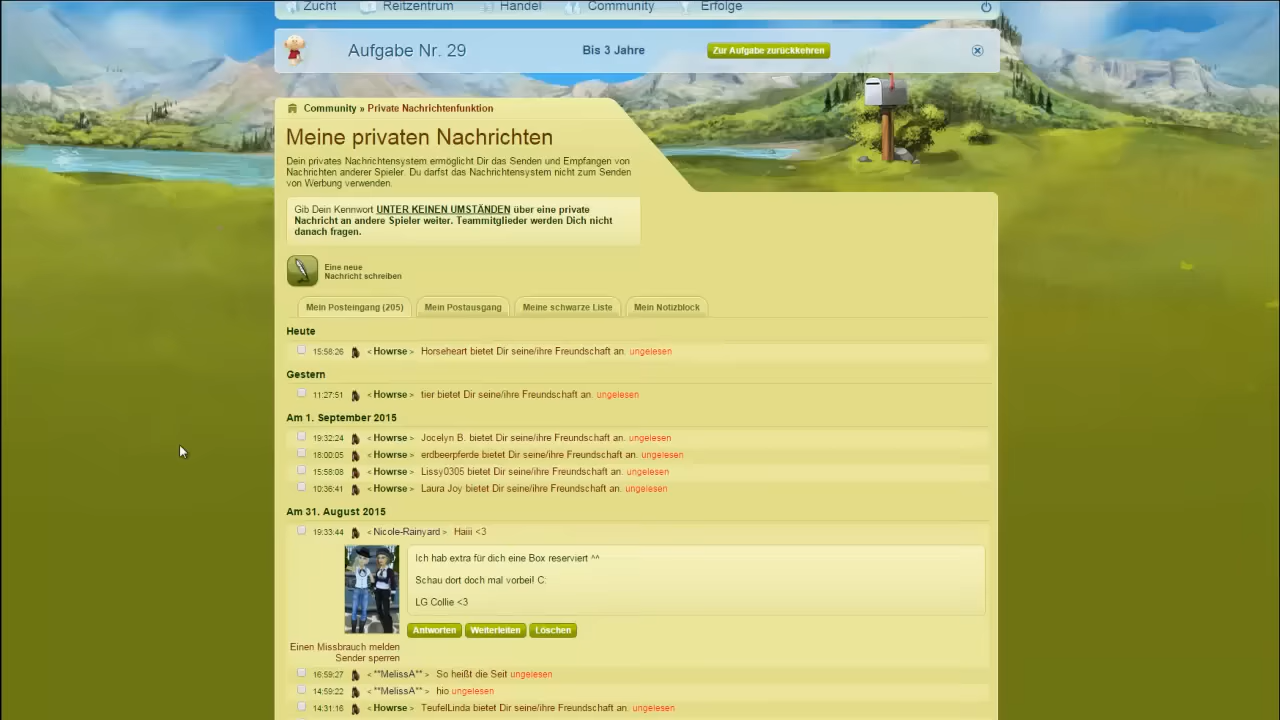 Zucht Reitzentrum Handel Community Erfolge
Aufgabe Nr. 29 Bis 3 Jahre Zur Aufgabe zurückkehren
Community » Private Nachrichtenfunktion
Meine privaten Nachrichten
Dein privates Nachrichtensystem ermöglicht Dir das Senden und Empfangen von
Nachrichten anderer Spieler. Du darfst das Nachrichtensystem nicht zum Senden
von Werbung verwenden.
Gib Dein Kennwort UNTER KEINEN UMSTÄNDEN über eine private
Nachricht an andere Spieler weiter. Teammitglieder werden Dich nicht
danach fragen.
Eine neue
Nachricht schreiben
Mein Posteingang (205) Mein Postausgang Meine schwarze Liste Mein Notizblock
Heute
15:58:26 < Howrse > Horseheart bietet Dir seine/ihre Freundschaft an. ungelesen
Gestern
11:27:51 < Howrse > tier bietet Dir seine/ihre Freundschaft an. ungelesen
Am 1. September 2015
19:32:24 < Howrse > Jocelyn B. bietet Dir seine/ihre Freundschaft an. ungelesen
18:00:05 < Howrse > erdbeerpferde bietet Dir seine/ihre Freundschaft an. ungelesen
15:58:08 < Howrse > Lissy0305 bietet Dir seine/ihre Freundschaft an. ungelesen
10:36:41 < Howrse > Laura Joy bietet Dir seine/ihre Freundschaft an. ungelesen
Am 31. August 2015
19:33:44 < Nicole-Rainyard > Haiii <3
Ich hab extra für dich eine Box reserviert ^^
Schau dort doch mal vorbei! C:
LG Collie <3
Antworten Weiterleiten Löschen
Einen Missbrauch melden
Sender sperren
16:59:27 < **MelissA** > So heißt die Seit ungelesen
14:59:22 < **MelissA** > hio ungelesen
14:31:16 < Howrse > TeufelLinda bietet Dir seine/ihre Freundschaft an. ungelesen